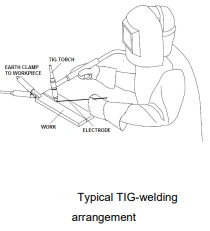 TIG TORCH
EARTH CLAMP
TO WORKPIECE
WORK
ELECTRODE
Typical TIG-welding
arrangement